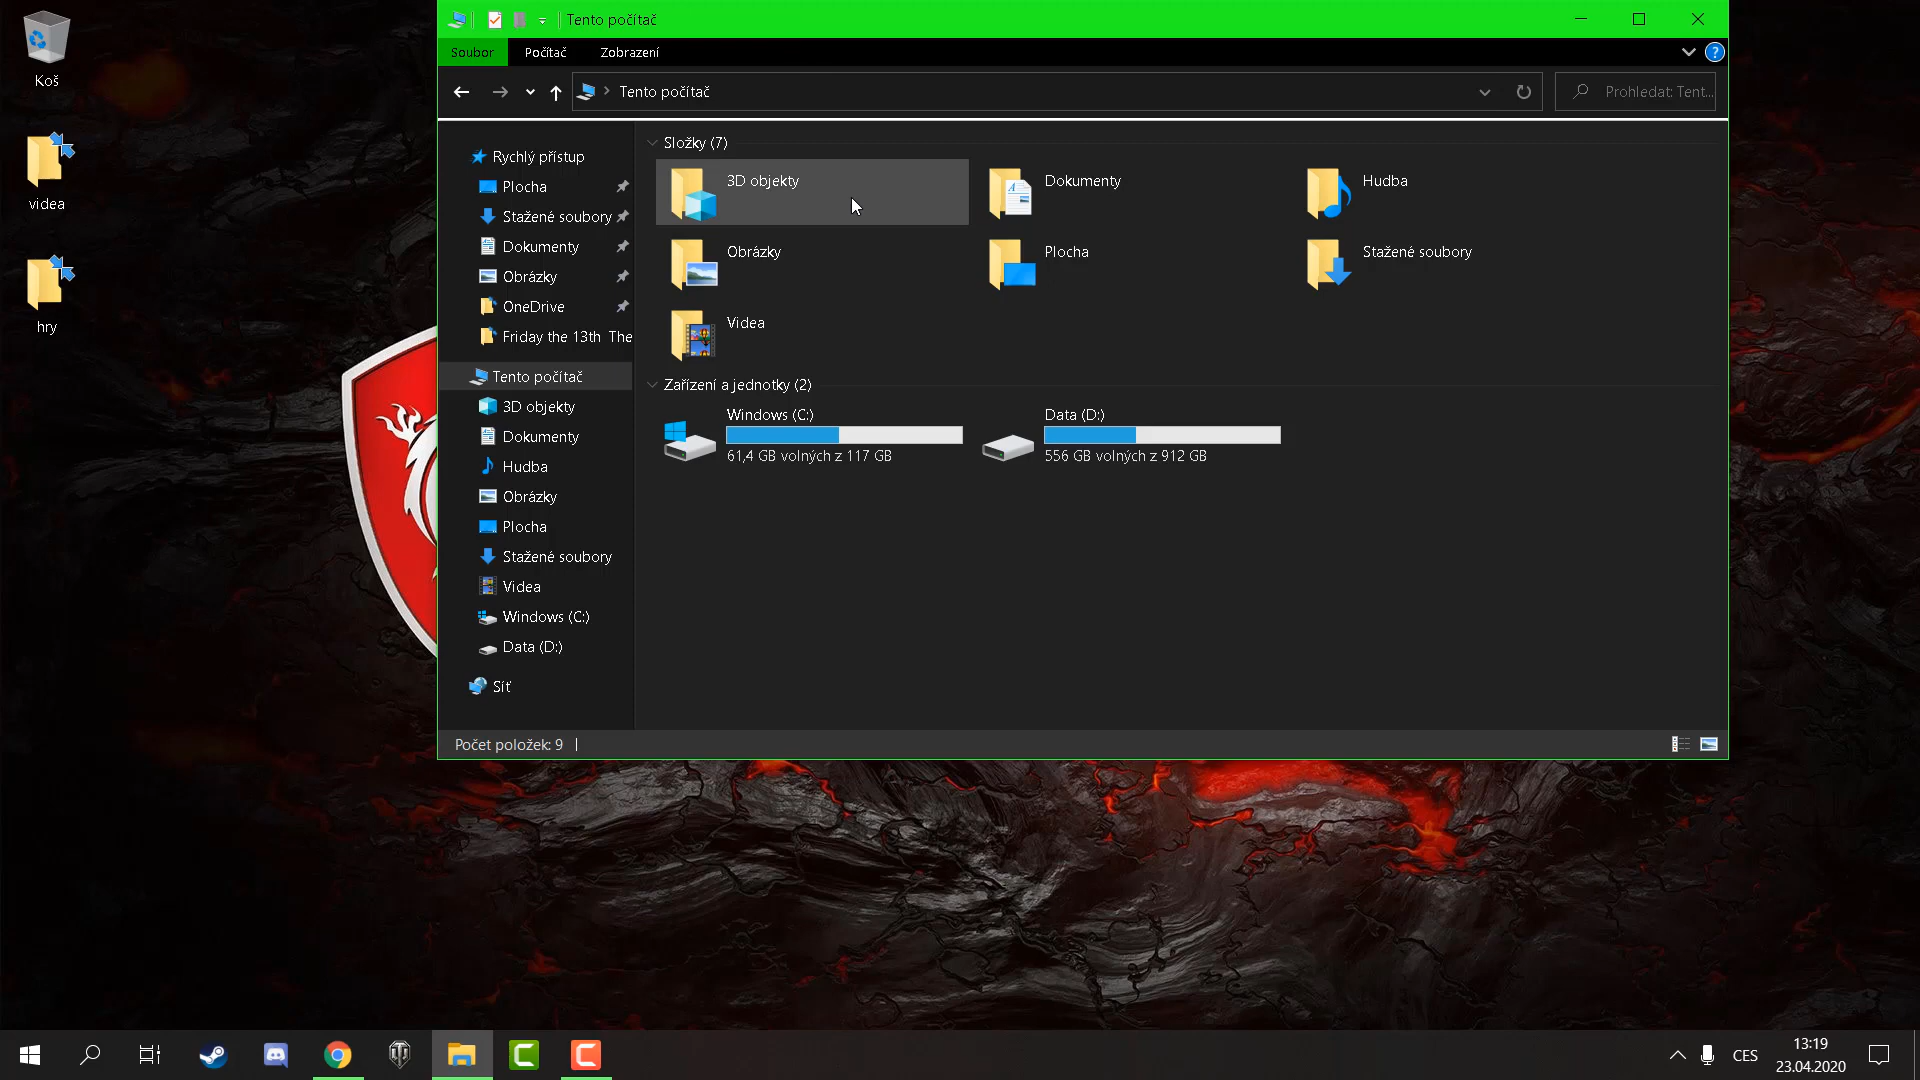 Koš
videa
hry
Tento počítač
Soubor
Počítač
Zobrazení
Tento počítač
Prohledat: Tent...
Rychlý přístup
Plocha
Stažené soubory
Dokumenty
Obrázky
OneDrive
Friday the 13th The
Tento počítač
3D objekty
Dokumenty
Hudba
Obrázky
Plocha
Stažené soubory
Videa
Windows (C:)
Data (D:)
Síť
Složky (7)
3D objekty
Dokumenty
Hudba
Obrázky
Plocha
Stažené soubory
Videa
Zařízení a jednotky (2)
Windows (C:)
61,4 GB volných z 117 GB
Data (D:)
556 GB volných z 912 GB
Počet položek: 9
CES
13:19
23.04.2020